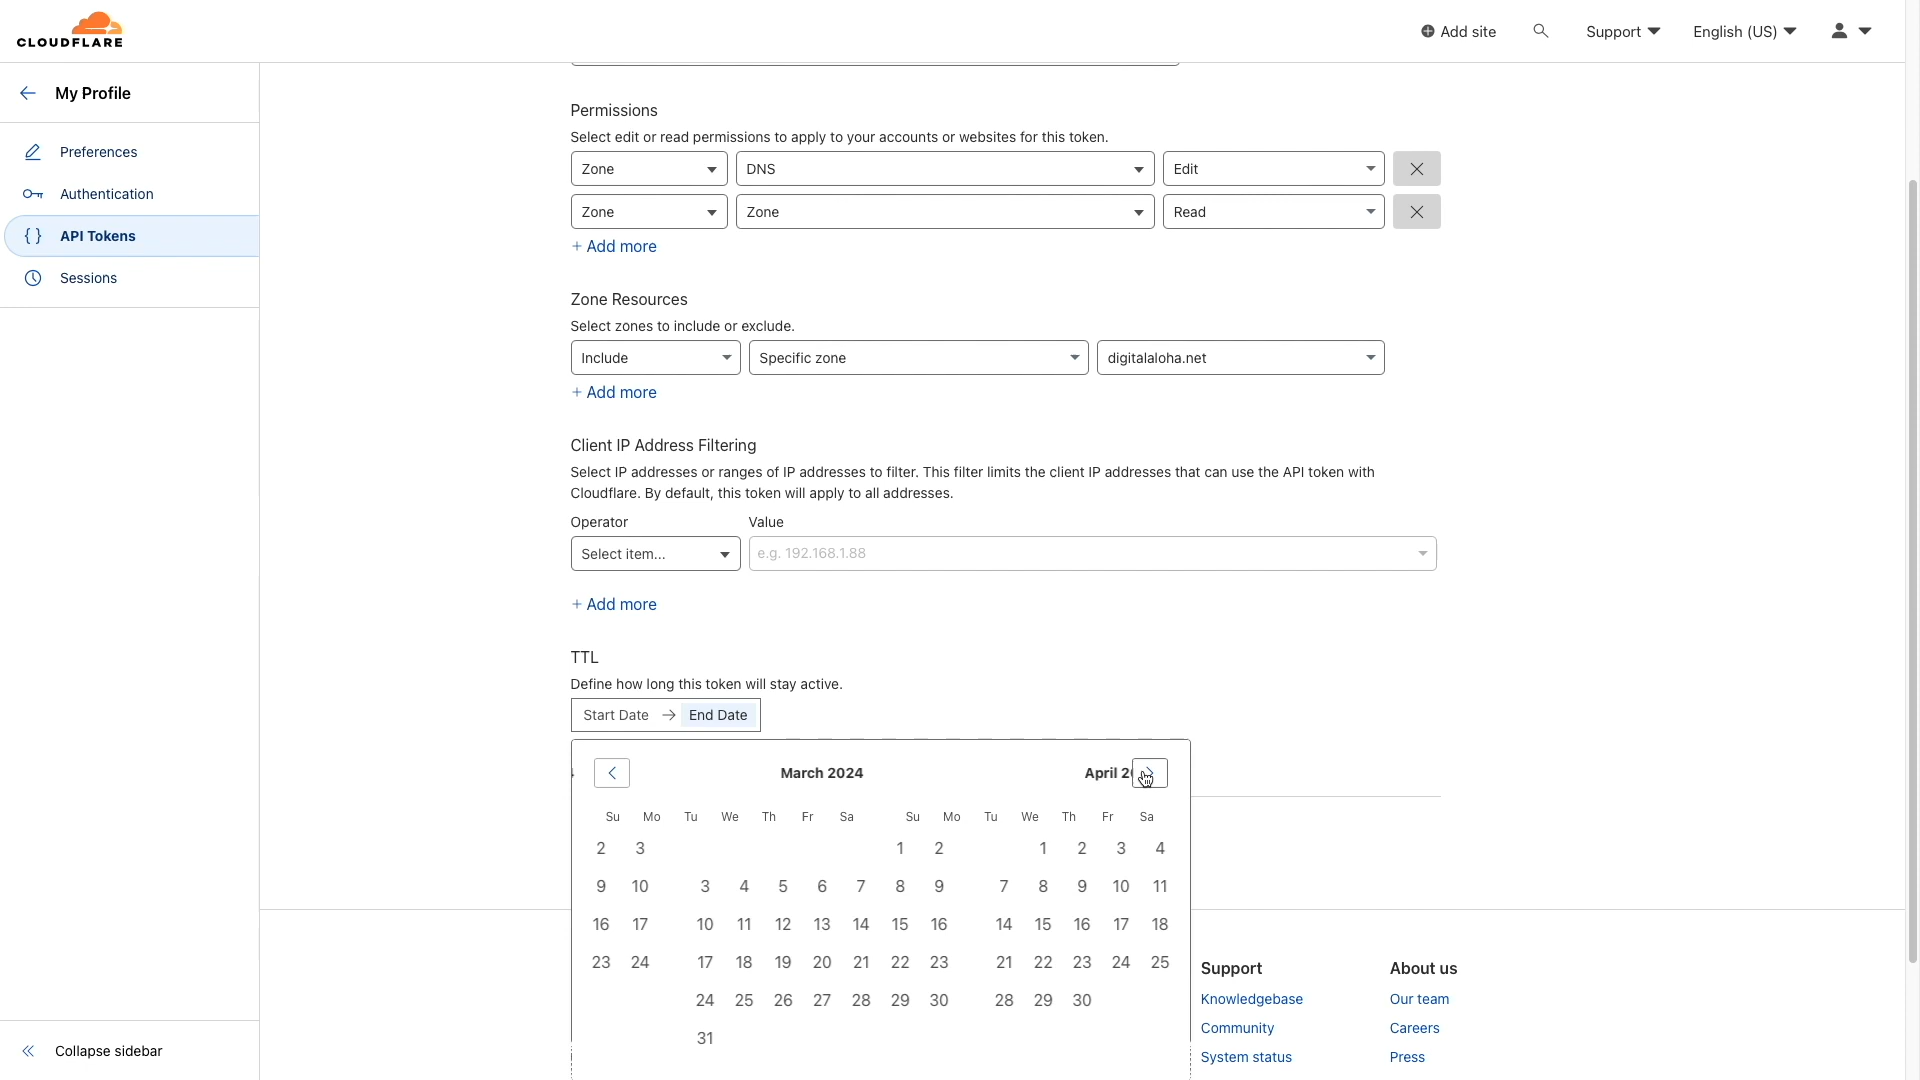 CLOUDFLARE
Add site
Support
English (US)
My Profile
Preferences
Authentication
{ } API Tokens
Sessions
Collapse sidebar
Permissions
Select edit or read permissions to apply to your accounts or websites for this token.
Zone DNS Edit
Zone Zone Read
+ Add more
Zone Resources
Select zones to include or exclude.
Include Specific zone digitalaloha.net
+ Add more
Client IP Address Filtering
Select IP addresses or ranges of IP addresses to filter. This filter limits the client IP addresses that can use the API token with
Cloudflare. By default, this token will apply to all addresses.
Operator Value
Select item... e.g. 192.168.1.88
+ Add more
TTL
Define how long this token will stay active.
Start Date → End Date
March 2024 April
Su Mo Tu We Th Fr Sa Su Mo Tu We Th Fr Sa
2 3 1 2 1 2 3 4
9 10 3 4 5 6 7 8 9 7 8 9 10 11
16 17 10 11 12 13 14 15 16 14 15 16 17 18
23 24 17 18 19 20 21 22 23 21 22 23 24 25
24 25 26 27 28 29 30 28 29 30
31
Support
Knowledgebase
Community
System status
About us
Our team
Careers
Press